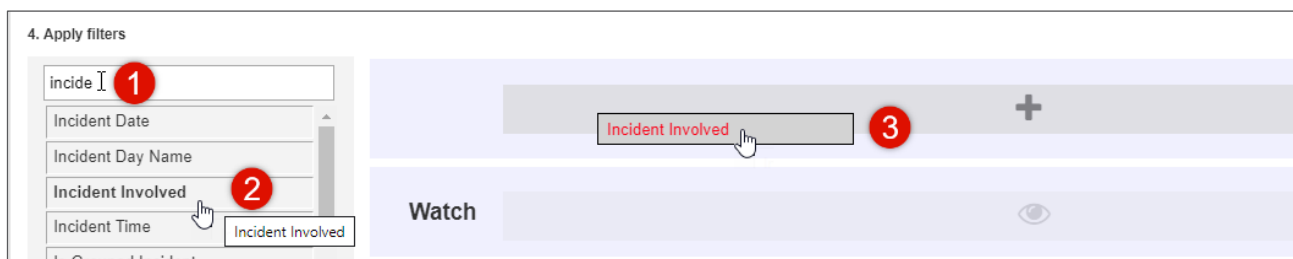 4. Apply filters
incide
1
Incident Date
Incident Day Name
Incident Involved
2
Incident Time
Incident Involved
Incident Involved
3
Watch